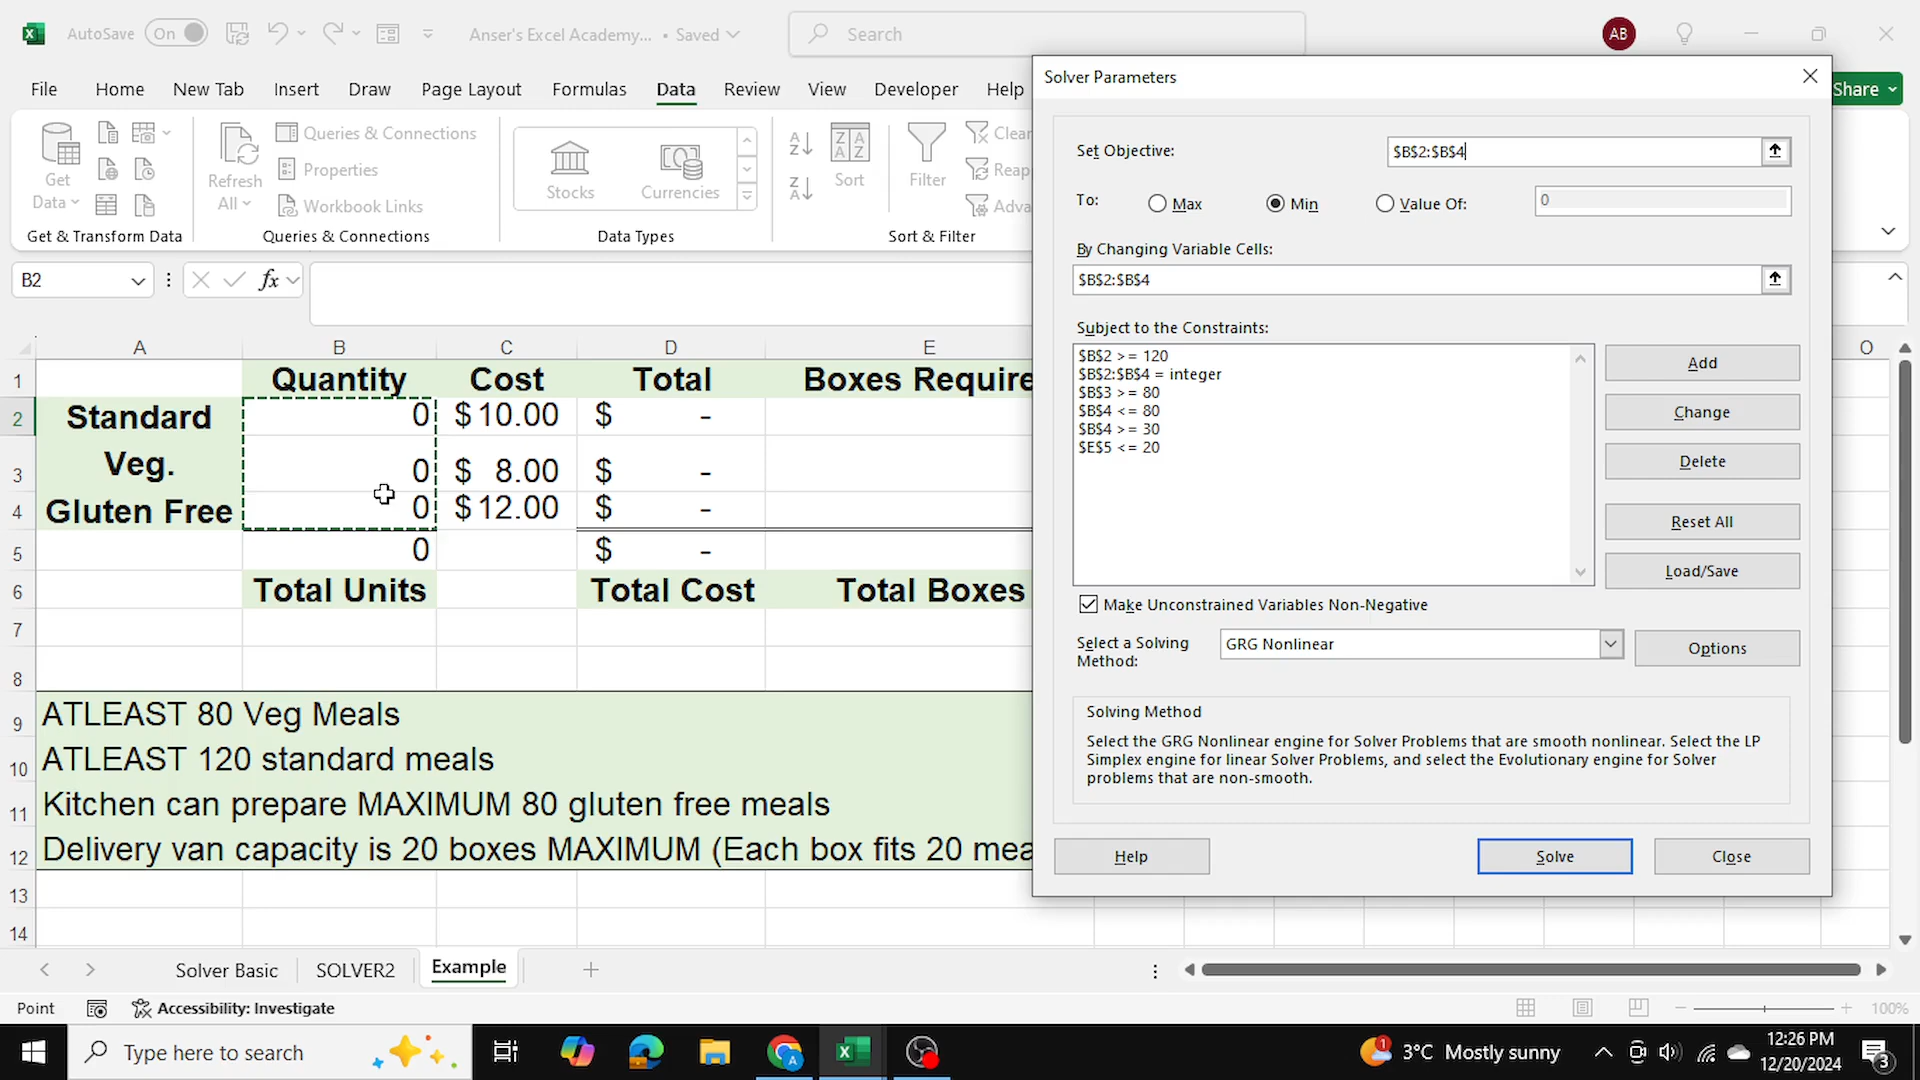 AutoSave On Anser's Excel Academy... • Saved Search AB
File Home New Tab Insert Draw Page Layout Formulas Data Review View Developer Help Share
Get Data
Refresh All
Queries & Connections
Properties
Workbook Links
Stocks Currencies
Sort Filter
Clear
Reap
Adva
Get & Transform Data Queries & Connections Data Types Sort & Filter
B2 fx
A B C D E O
1 Quantity Cost Total Boxes Require
2 Standard 0 $10.00 $ -
3 Veg. 0 $ 8.00 $ -
4 Gluten Free 0 $12.00 $ -
5 0 $ -
6 Total Units Total Cost Total Boxes
7
8
9 ATLEAST 80 Veg Meals
10 ATLEAST 120 standard meals
11 Kitchen can prepare MAXIMUM 80 gluten free meals
12 Delivery van capacity is 20 boxes MAXIMUM (Each box fits 20 mea
13
14
Solver Parameters
Set Objective: $B$2:$B$4
To: Max Min Value Of: 0
By Changing Variable Cells:
$B$2:$B$4
Subject to the Constraints:
$B$2 >= 120
$B$2:$B$4 = integer
$B$3 >= 80
$B$4 <= 80
$B$4 >= 30
$E$5 <= 20
Add
Change
Delete
Reset All
Load/Save
Make Unconstrained Variables Non-Negative
Select a Solving Method: GRG Nonlinear Options
Solving Method
Select the GRG Nonlinear engine for Solver Problems that are smooth nonlinear. Select the LP
Simplex engine for linear Solver Problems, and select the Evolutionary engine for Solver
problems that are non-smooth.
Help Solve Close
Solver Basic SOLVER2 Example
Point Accessibility: Investigate 100%
Type here to search 1 3°C Mostly sunny 12:26 PM
12/20/2024 3